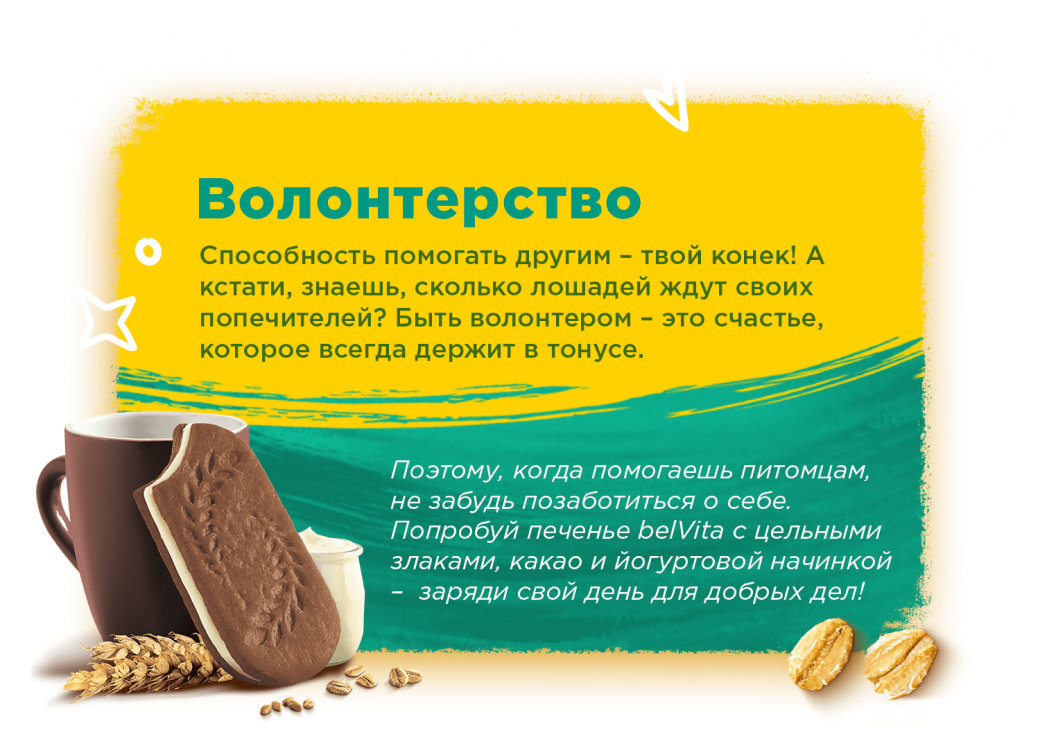 Волонтерство
Способность помогать другим – твой конек! А
кстати, знаешь, сколько лошадей ждут своих
попечителей? Быть волонтером – это счастье,
которое всегда держит в тонусе.
Поэтому, когда помогаешь питомцам,
не забудь позаботиться о себе.
Попробуй печенье belVita с цельными
злаками, какао и йогуртовой начинкой
– заряди свой день для добрых дел!